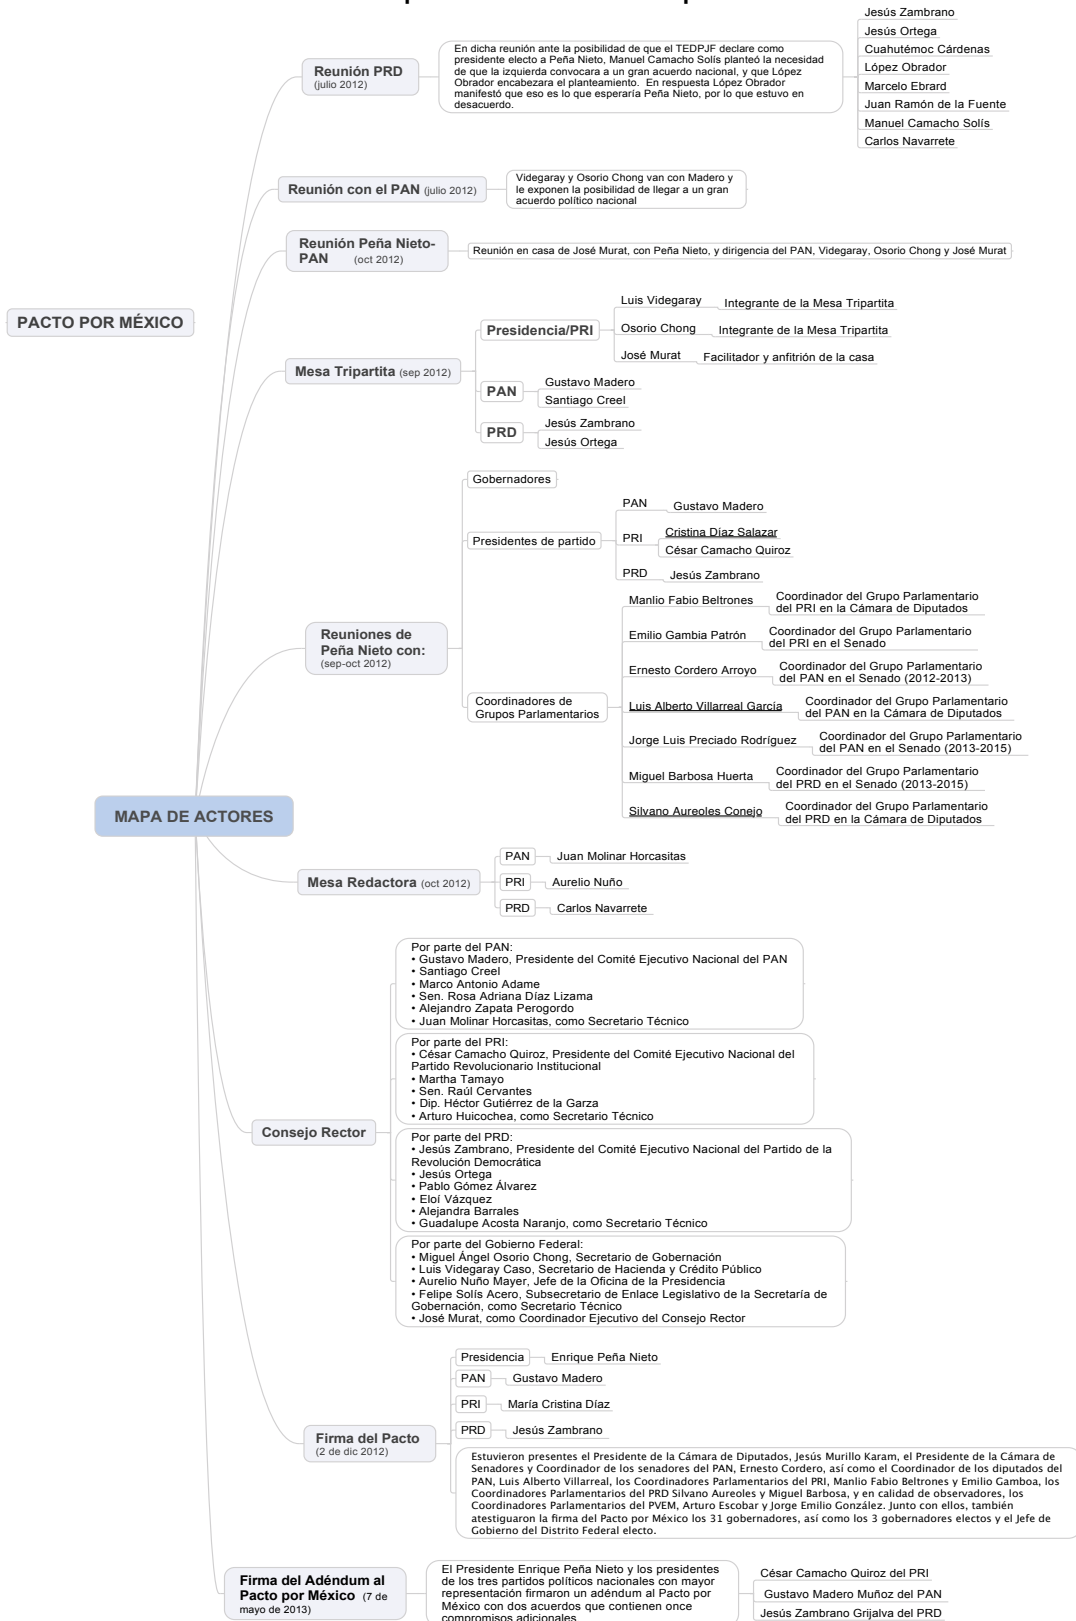 Reunión PRD
(julio 2012)
En dicha reunión ante la posibilidad de que el TEDPJF declare como
presidente electo a Peña Nieto, Manuel Camacho Solís planteó la necesidad
de que la izquierda convocara a un gran acuerdo nacional, y que López
Obrador encabezara el planteamiento. En respuesta López Obrador
manifestó que eso es lo que esperaría Peña Nieto, por lo que estuvo en
desacuerdo.
Jesús Zambrano
Jesús Ortega
Cuahutémoc Cárdenas
López Obrador
Marcelo Ebrard
Juan Ramón de la Fuente
Manuel Camacho Solís
Carlos Navarrete
Reunión con el PAN (julio 2012)
Videgaray y Osorio Chong van con Madero y
le exponen la posibilidad de llegar a un gran
acuerdo político nacional
Reunión Peña Nieto-
PAN (oct 2012)
Reunión en casa de José Murat, con Peña Nieto, y dirigencia del PAN, Videgaray, Osorio Chong y José Murat
PACTO POR MÉXICO
Mesa Tripartita (sep 2012)
Presidencia/PRI
Luis Videgaray
Integrante de la Mesa Tripartita
Osorio Chong
Integrante de la Mesa Tripartita
José Murat
Facilitador y anfitrión de la casa
PAN
Gustavo Madero
Santiago Creel
PRD
Jesús Zambrano
Jesús Ortega
Reuniones de
Peña Nieto con:
(sep-oct 2012)
Gobernadores
Presidentes de partido
PAN
Gustavo Madero
PRI
Cristina Díaz Salazar
César Camacho Quiroz
PRD
Jesús Zambrano
Coordinadores de
Grupos Parlamentarios
Manlio Fabio Beltrones
Coordinador del Grupo Parlamentario
del PRI en la Cámara de Diputados
Emilio Gambia Patrón
Coordinador del Grupo Parlamentario
del PRI en el Senado
Ernesto Cordero Arroyo
Coordinador del Grupo Parlamentario
del PAN en el Senado (2012-2013)
Luis Alberto Villarreal García
Coordinador del Grupo Parlamentario
del PAN en la Cámara de Diputados
Jorge Luis Preciado Rodríguez
Coordinador del Grupo Parlamentario
del PAN en el Senado (2013-2015)
Miguel Barbosa Huerta
Coordinador del Grupo Parlamentario
del PRD en el Senado (2013-2015)
Silvano Aureoles Conejo
Coordinador del Grupo Parlamentario
del PRD en la Cámara de Diputados
MAPA DE ACTORES
Mesa Redactora (oct 2012)
PAN
Juan Molinar Horcasitas
PRI
Aurelio Nuño
PRD
Carlos Navarrete
Consejo Rector
Por parte del PAN:
• Gustavo Madero, Presidente del Comité Ejecutivo Nacional del PAN
• Santiago Creel
• Marco Antonio Adame
• Sen. Rosa Adriana Díaz Lizama
• Alejandro Zapata Perogordo
• Juan Molinar Horcasitas, como Secretario Técnico
Por parte del PRI:
• César Camacho Quiroz, Presidente del Comité Ejecutivo Nacional del
Partido Revolucionario Institucional
• Martha Tamayo
• Sen. Raúl Cervantes
• Dip. Héctor Gutiérrez de la Garza
• Arturo Huicochea, como Secretario Técnico
Por parte del PRD:
• Jesús Zambrano, Presidente del Comité Ejecutivo Nacional del Partido de la
Revolución Democrática
• Jesús Ortega
• Pablo Gómez Álvarez
• Eloí Vázquez
• Alejandra Barrales
• Guadalupe Acosta Naranjo, como Secretario Técnico
Por parte del Gobierno Federal:
• Miguel Ángel Osorio Chong, Secretario de Gobernación
• Luis Videgaray Caso, Secretario de Hacienda y Crédito Público
• Aurelio Nuño Mayer, Jefe de la Oficina de la Presidencia
• Felipe Solís Acero, Subsecretario de Enlace Legislativo de la Secretaría de
Gobernación, como Secretario Técnico
• José Murat, como Coordinador Ejecutivo del Consejo Rector
Firma del Pacto
(2 de dic 2012)
Presidencia
Enrique Peña Nieto
PAN
Gustavo Madero
PRI
María Cristina Díaz
PRD
Jesús Zambrano
Estuvieron presentes el Presidente de la Cámara de Diputados, Jesús Murillo Karam, el Presidente de la Cámara de
Senadores y Coordinador de los senadores del PAN, Ernesto Cordero, así como el Coordinador de los diputados del
PAN, Luis Alberto Villarreal, los Coordinadores Parlamentarios del PRI, Manlio Fabio Beltrones y Emilio Gamboa, los
Coordinadores Parlamentarios del PRD Silvano Aureoles y Miguel Barbosa, y en calidad de observadores, los
Coordinadores Parlamentarios del PVEM, Arturo Escobar y Jorge Emilio González. Junto con ellos, también
atestiguaron la firma del Pacto por México los 31 gobernadores, así como los 3 gobernadores electos y el Jefe de
Gobierno del Distrito Federal electo.
Firma del Adéndum al
Pacto por México (7 de
mayo de 2013)
El Presidente Enrique Peña Nieto y los presidentes
de los tres partidos políticos nacionales con mayor
representación firmaron un adéndum al Pacto por
México con dos acuerdos que contienen once
compromisos adicionales
César Camacho Quiroz del PRI
Gustavo Madero Muñoz del PAN
Jesús Zambrano Grijalva del PRD